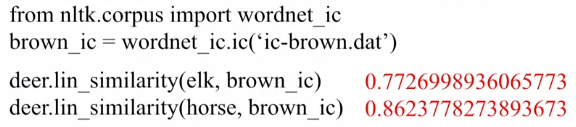 from nltk.corpus import wordnet_ic
brown_ic = wordnet_ic.ic(‘ic-brown.dat’)
deer.lin_similarity(elk, brown_ic) 0.7726998936065773
deer.lin_similarity(horse, brown_ic) 0.8623778273893673